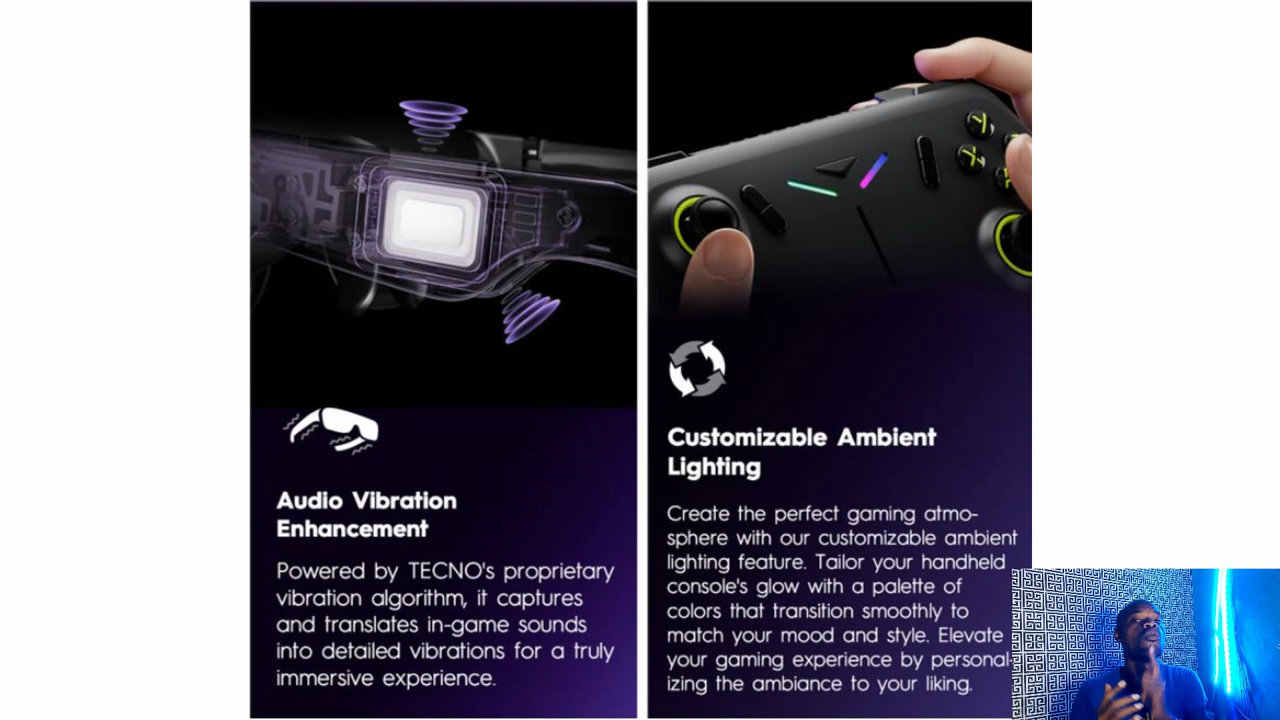 Audio Vibration
Enhancement
Powered by TECNO's proprietary
vibration algorithm, it captures
and translates in-game sounds
into detailed vibrations for a truly
immersive experience.
Customizable Ambient
Lighting
Create the perfect gaming atmo-
sphere with our customizable ambient
lighting feature. Tailor your handheld
console's glow with a palette of
colors that transition smoothly to
match your mood and style. Elevate
your gaming experience by personal-
izing the ambiance to your liking.